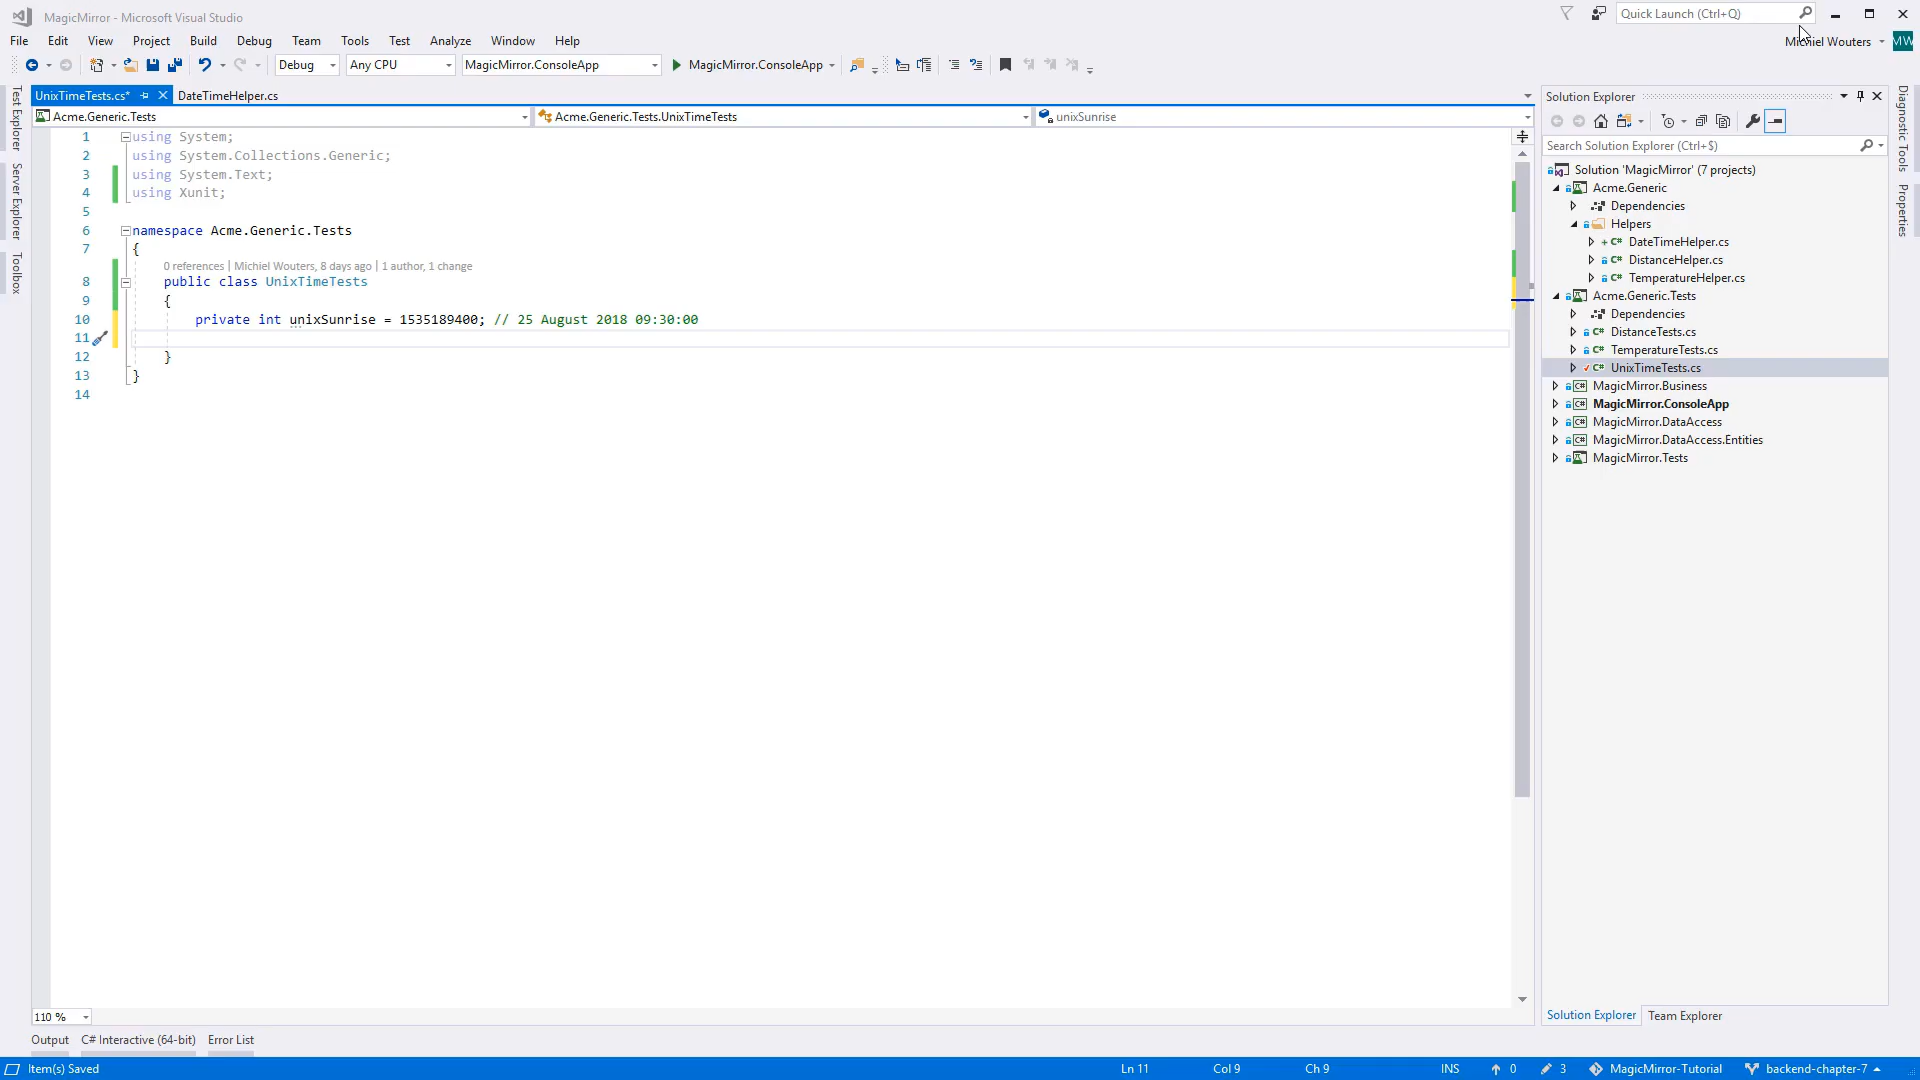 MagicMirror - Microsoft Visual Studio
Quick Launch (Ctrl+Q)
File Edit View Project Build Debug Team Tools Test Analyze Window Help
Michiel Wouters MW
Debug Any CPU MagicMirror.ConsoleApp MagicMirror.ConsoleApp
UnixTimeTests.cs* DateTimeHelper.cs
Acme.Generic.Tests Acme.Generic.Tests.UnixTimeTests unixSunrise
1 using System;
2 using System.Collections.Generic;
3 using System.Text;
4 using Xunit;
5
6 namespace Acme.Generic.Tests
7 {
0 references | Michiel Wouters, 8 days ago | 1 author, 1 change
8 public class UnixTimeTests
9 {
10 private int unixSunrise = 1535189400; // 25 August 2018 09:30:00
11
12 }
13 }
14
Test Explorer
Server Explorer
Toolbox
Solution Explorer
Search Solution Explorer (Ctrl+$)
Solution 'MagicMirror' (7 projects)
Acme.Generic
Dependencies
Helpers
C# DateTimeHelper.cs
C# DistanceHelper.cs
C# TemperatureHelper.cs
Acme.Generic.Tests
Dependencies
C# DistanceTests.cs
C# TemperatureTests.cs
C# UnixTimeTests.cs
C# MagicMirror.Business
C# MagicMirror.ConsoleApp
C# MagicMirror.DataAccess
C# MagicMirror.DataAccess.Entities
MagicMirror.Tests
Diagnostic Tools
Properties
Solution Explorer Team Explorer
110 %
Output C# Interactive (64-bit) Error List
Item(s) Saved Ln 11 Col 9 Ch 9 INS 0 3 MagicMirror-Tutorial backend-chapter-7